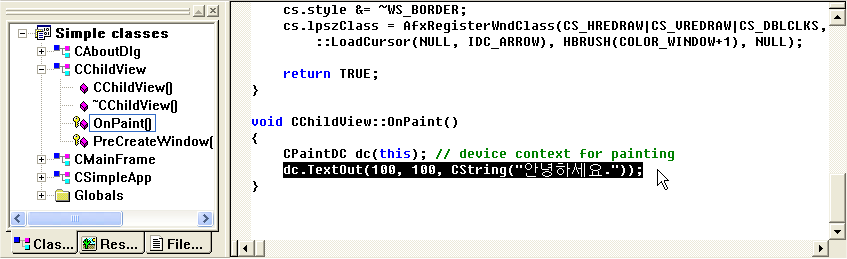 Simple classes
CAboutDlg
CChildView
CChildView()
~CChildView()
OnPaint()
PreCreateWindow(
CMainFrame
CSimpleApp
Globals
Clas...
Res...
File...
cs.style &= ~WS_BORDER;
cs.lpszClass = AfxRegisterWndClass(CS_HREDRAW|CS_VREDRAW|CS_DBLCLKS,
::LoadCursor(NULL, IDC_ARROW), HBRUSH(COLOR_WINDOW+1), NULL);
return TRUE;
}
void CChildView::OnPaint()
{
CPaintDC dc(this); // device context for painting
dc.TextOut(100, 100, CString("안녕하세요."));
}